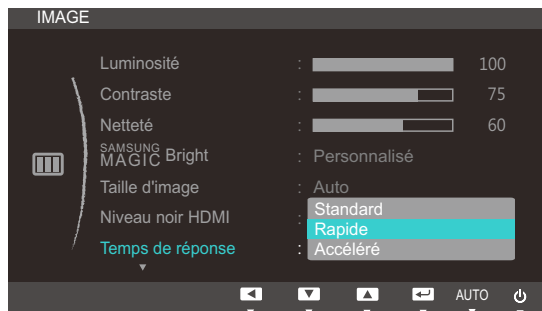 IMAGE
Luminosité : 100
Contraste : 75
Netteté : 60
SAMSUNG MAGIC Bright : Personnalisé
Taille d'image : Auto
Niveau noir HDMI :
Temps de réponse :
Standard
Rapide
Accéléré
AUTO